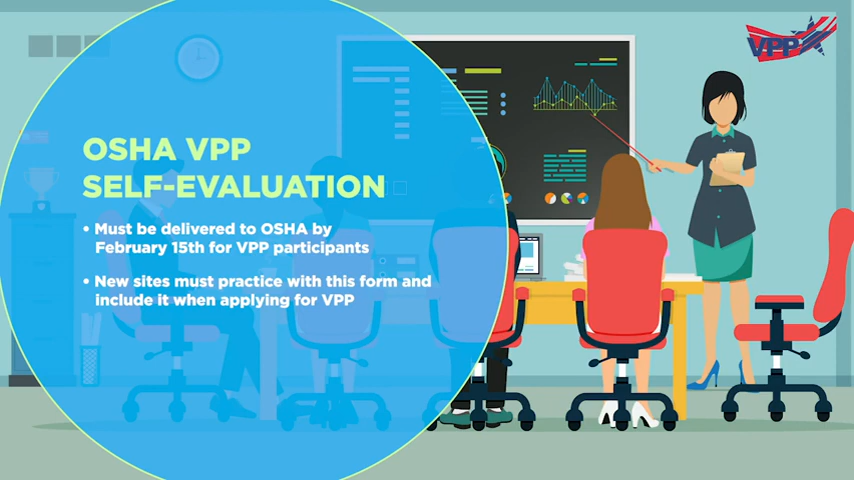 VPP
OSHA VPP
SELF-EVALUATION
• Must be delivered to OSHA by
February 15th for VPP participants
• New sites must practice with this form and
include it when applying for VPP